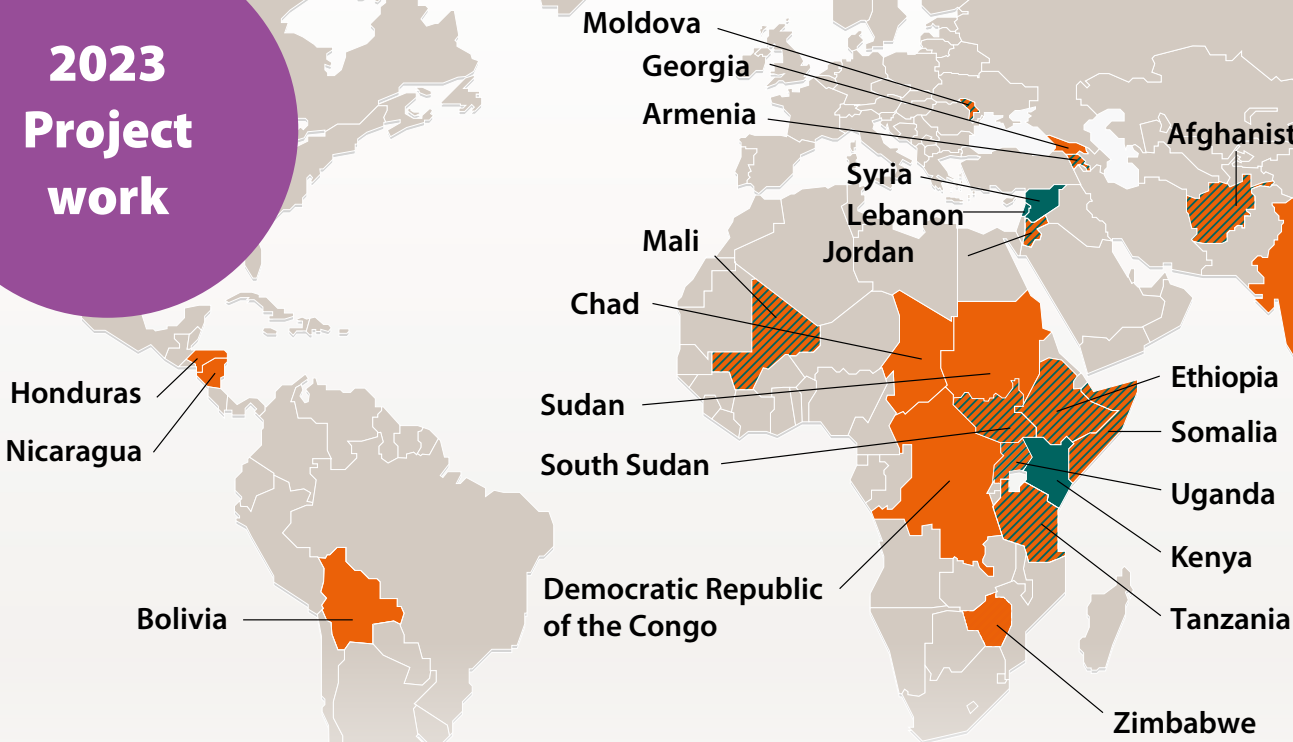 2023
Project
work
Moldova
Georgia
Armenia
Afghanist
Syria
Lebanon
Jordan
Mali
Chad
Sudan
South Sudan
Democratic Republic
of the Congo
Honduras
Nicaragua
Bolivia
Ethiopia
Somalia
Uganda
Kenya
Tanzania
Zimbabwe